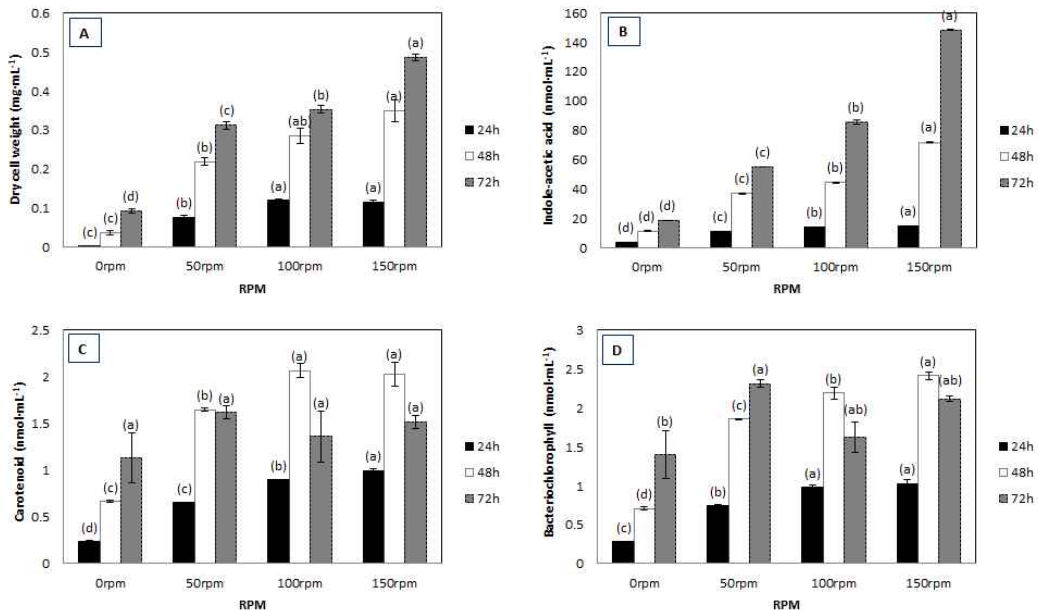 A
Dry cell weight (mg·mL-1)
0.6
0.5
0.4
0.3
0.2
0.1
0
(c) (c) (d)
(a) (b) (c)
(a) (ab) (b)
(a) (a) (a)
0rpm 50rpm 100rpm 150rpm
RPM
24h
48h
72h
B
Indole-acetic acid (nmol·mL-1)
160
140
120
100
80
60
40
20
0
(d) (d) (d)
(c) (c) (c)
(b) (b) (b)
(a) (a) (a)
0rpm 50rpm 100rpm 150rpm
RPM
24h
48h
72h
C
Carotenoid (nmol·mL-1)
2.5
2
1.5
1
0.5
0
(d) (c) (a)
(c) (b) (a)
(b) (a) (a)
(a) (a) (a)
0rpm 50rpm 100rpm 150rpm
RPM
24h
48h
72h
D
Bacteriochlorophyll (nmol·mL-1)
3
2.5
2
1.5
1
0.5
0
(c) (d) (b)
(b) (c) (a)
(a) (b) (ab)
(a) (a) (ab)
0rpm 50rpm 100rpm 150rpm
RPM
24h
48h
72h